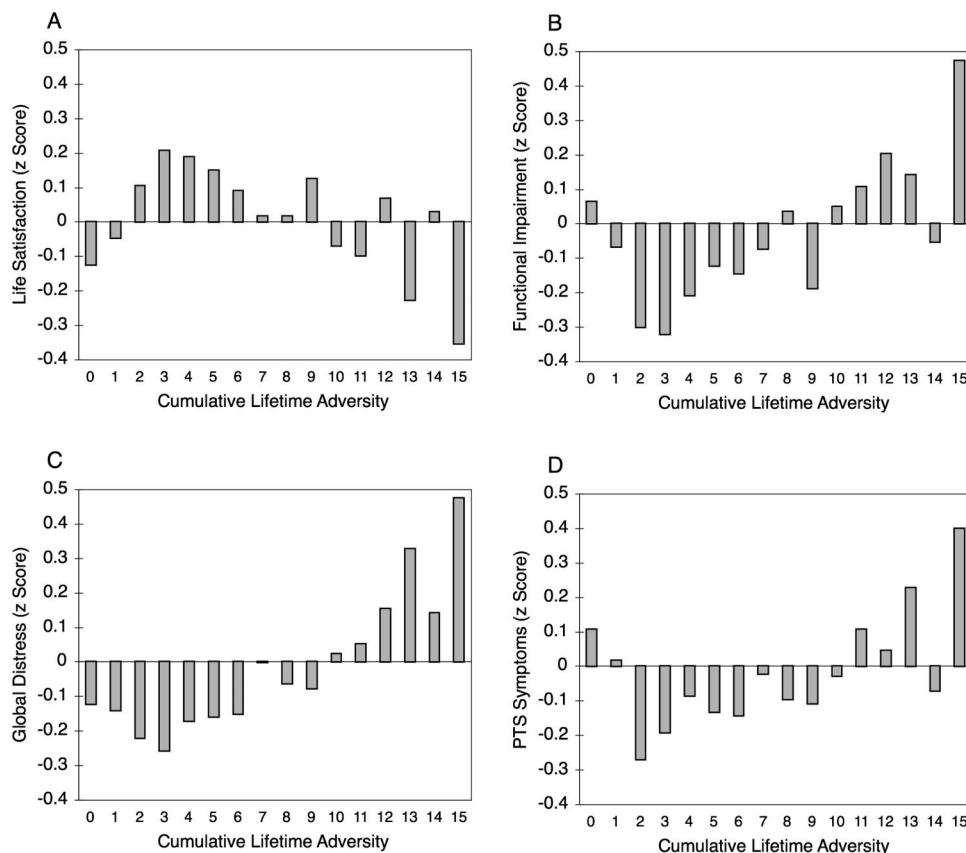 A
0.5
0.4
0.3
0.2
0.1
0
-0.1
-0.2
-0.3
-0.4
Life Satisfaction (z Score)
0 1 2 3 4 5 6 7 8 9 10 11 12 13 14 15
Cumulative Lifetime Adversity
B
0.5
0.4
0.3
0.2
0.1
0
-0.1
-0.2
-0.3
-0.4
Functional Impairment (z Score)
0 1 2 3 4 5 6 7 8 9 10 11 12 13 14 15
Cumulative Lifetime Adversity
C
0.5
0.4
0.3
0.2
0.1
0
-0.1
-0.2
-0.3
-0.4
Global Distress (z Score)
0 1 2 3 4 5 6 7 8 9 10 11 12 13 14 15
Cumulative Lifetime Adversity
D
0.5
0.4
0.3
0.2
0.1
0
-0.1
-0.2
-0.3
-0.4
PTS Symptoms (z Score)
0 1 2 3 4 5 6 7 8 9 10 11 12 13 14 15
Cumulative Lifetime Adversity